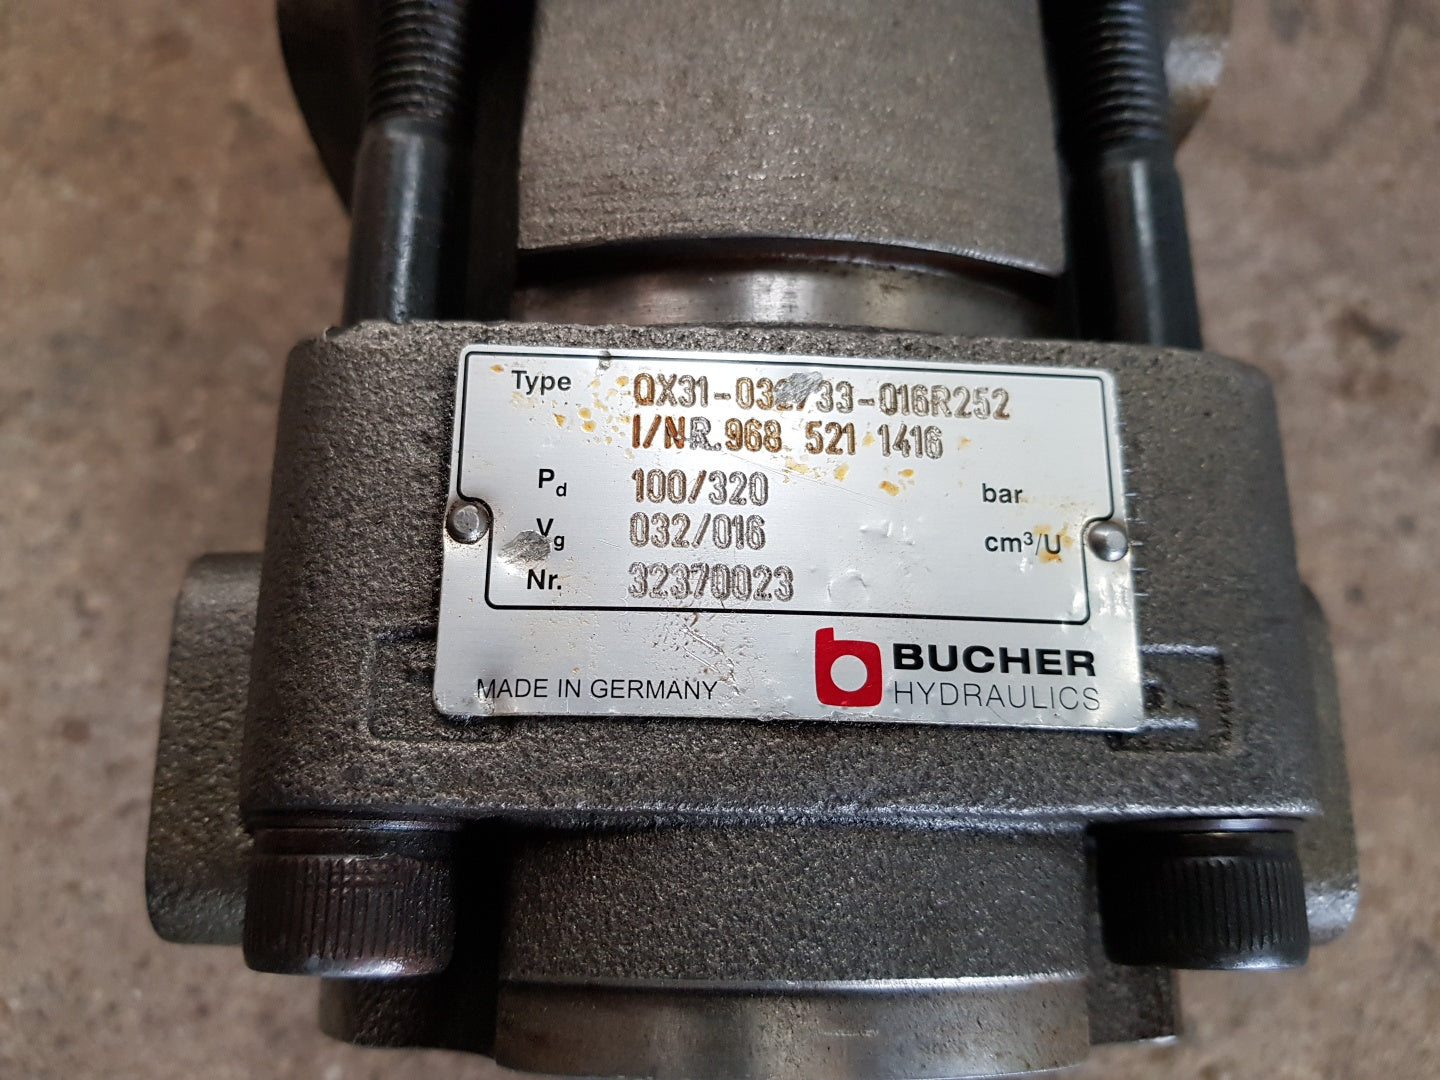 Type QX31-032/33-016R252
I/NR.968 521 1416
Pd 100/320 bar
Vg 032/016 cm³/U
Nr. 32370023
MADE IN GERMANY
BUCHER
HYDRAULICS